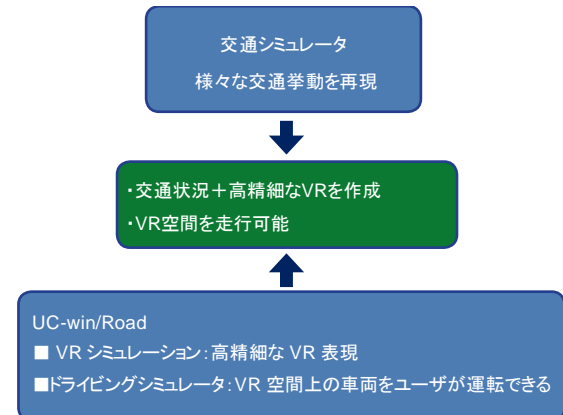 交通シミュレータ
様々な交通挙動を再現
・交通状況＋高精細なVRを作成
・VR空間を走行可能
UC-win/Road
■ VR シミュレーション：高精細な VR 表現
■ドライビングシミュレータ：VR 空間上の車両をユーザが運転できる